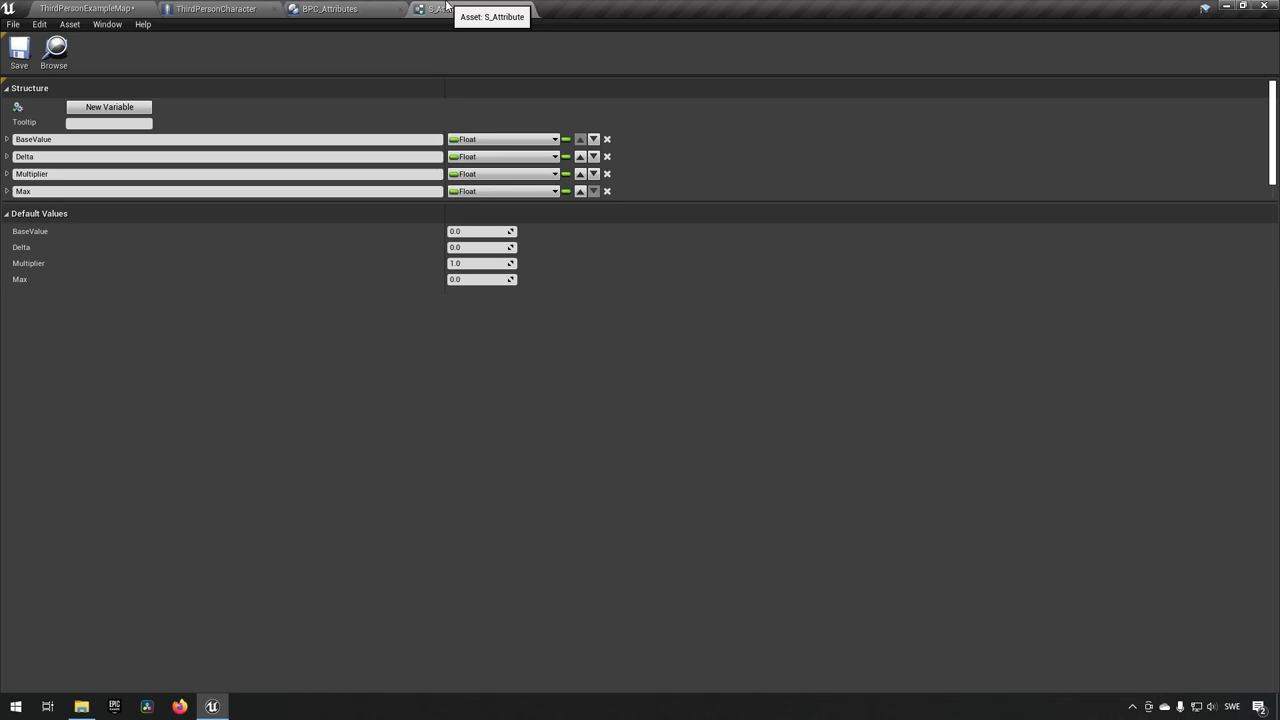 ThirdPersonExampleMap*
ThirdPersonCharacter
BPC_Attributes
Asset: S_Attribute
File Edit Asset Window Help
Save Browse
Structure
New Variable
Tooltip
BaseValue Float
Delta Float
Multiplier Float
Max Float
Default Values
BaseValue 0.0
Delta 0.0
Multiplier 1.0
Max 0.0
EPIC
SWE
2